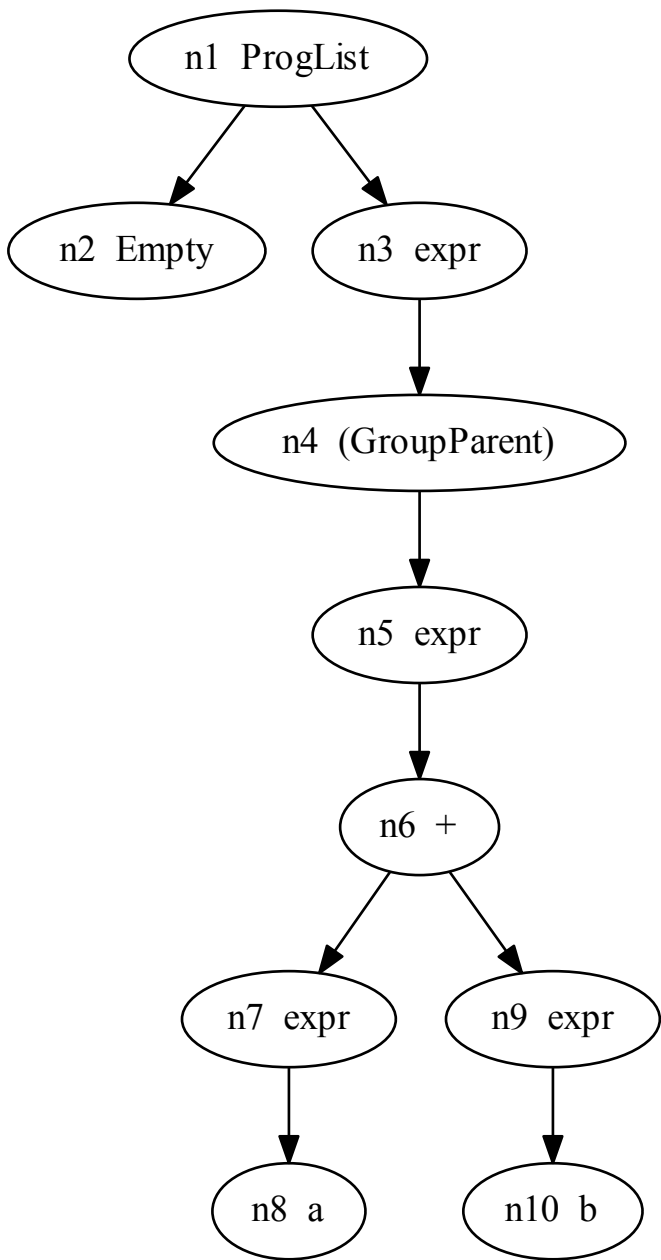 n1 ProgList
n2 Empty
n3 expr
n4 (GroupParent)
n5 expr
n6 +
n7 expr
n9 expr
n8 a
n10 b